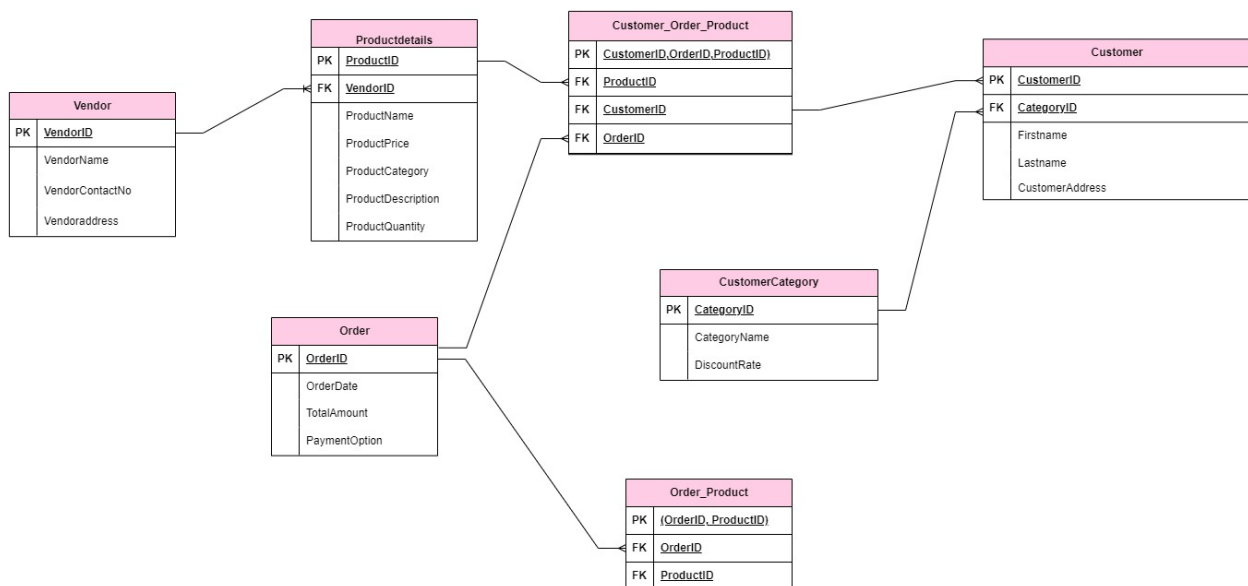 Vendor
PK VendorID
VendorName
VendorContactNo
Vendoraddress
Productdetails
PK ProductID
FK VendorID
ProductName
ProductPrice
ProductCategory
ProductDescription
ProductQuantity
Customer_Order_Product
PK CustomerID,OrderID,ProductID)
FK ProductID
FK CustomerID
FK OrderID
Customer
PK CustomerID
FK CategoryID
Firstname
Lastname
CustomerAddress
CustomerCategory
PK CategoryID
CategoryName
DiscountRate
Order
PK OrderID
OrderDate
TotalAmount
PaymentOption
Order_Product
PK (OrderID, ProductID)
FK OrderID
FK ProductID